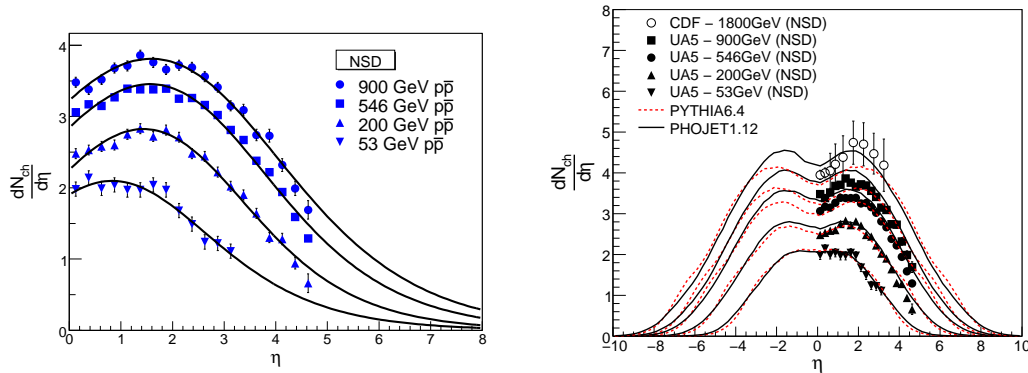 dN_ch
dη
4
3
2
1
0
NSD
900 GeV pp̅
546 GeV pp̅
200 GeV pp̅
53 GeV pp̅
0 1 2 3 4 5 6 7 8
η
dN_ch
dη
8
7
6
5
4
3
2
1
0
CDF − 1800GeV (NSD)
UA5 − 900GeV (NSD)
UA5 − 546GeV (NSD)
UA5 − 200GeV (NSD)
UA5 − 53GeV (NSD)
PYTHIA6.4
PHOJET1.12
−10 −8 −6 −4 −2 0 2 4 6 8 10
η